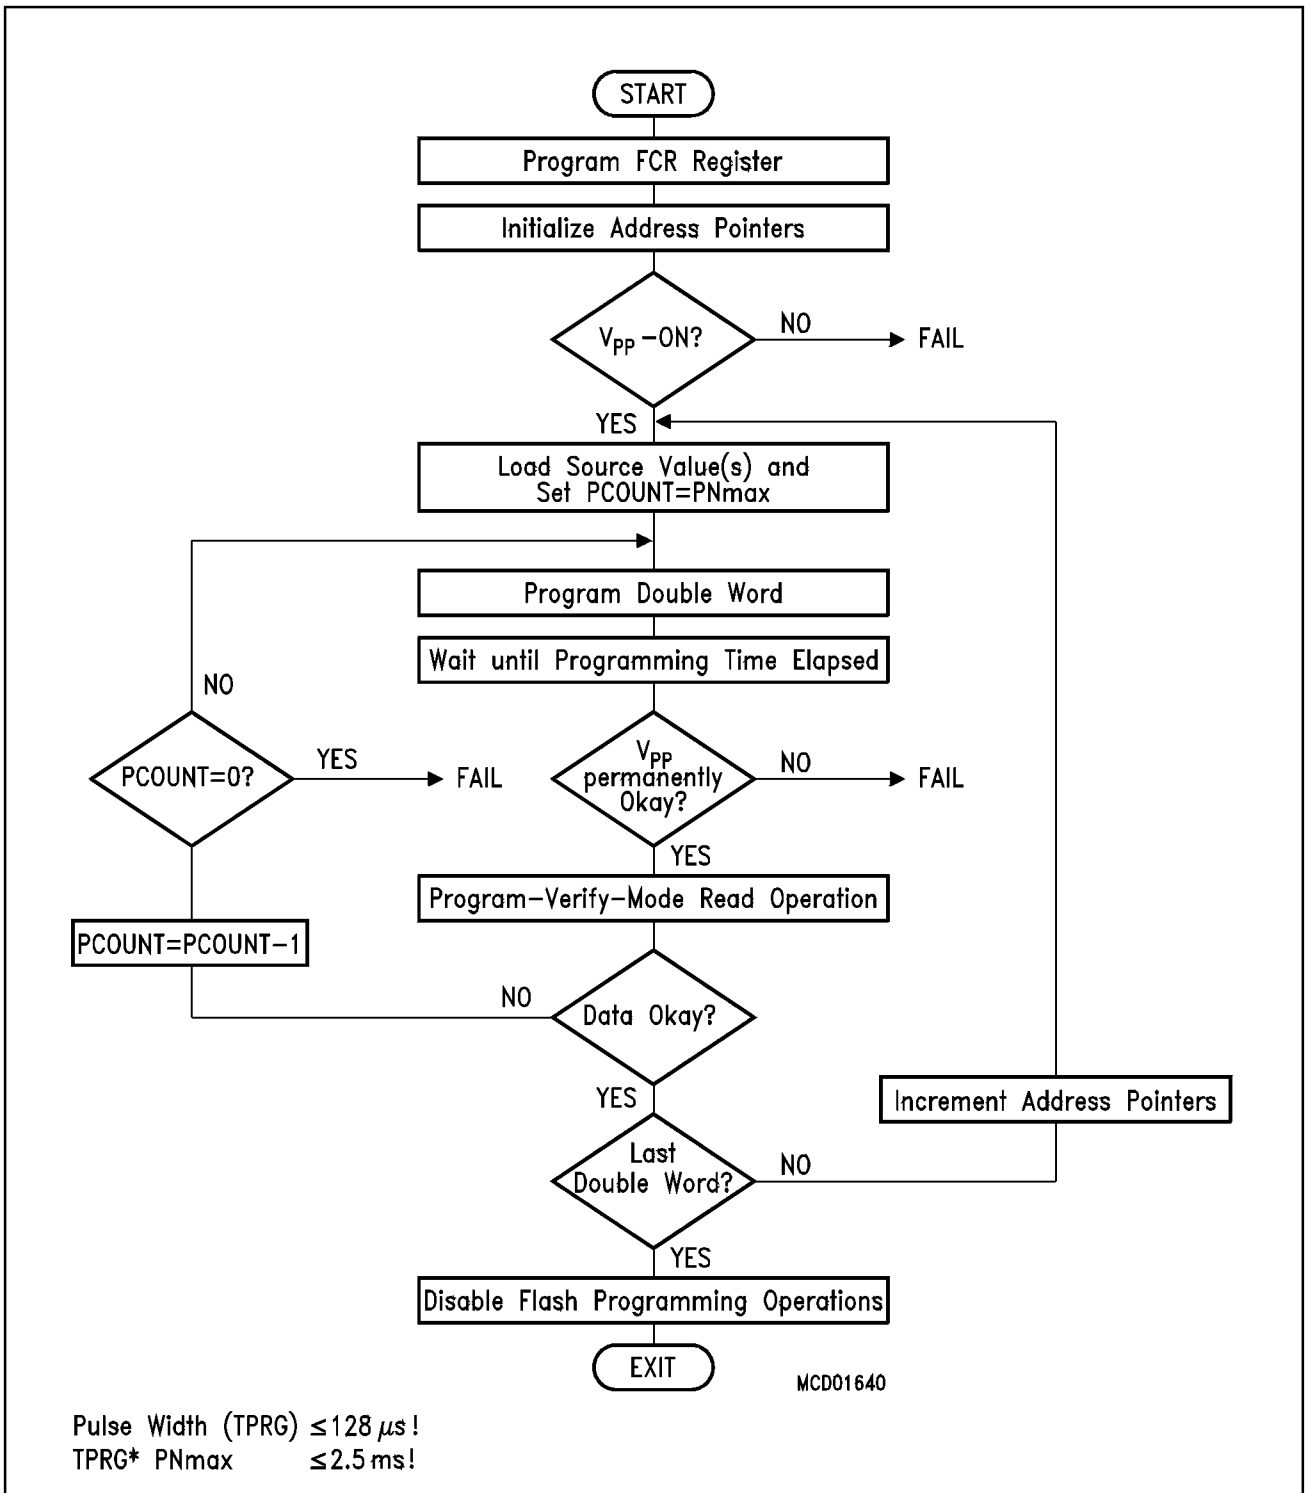 START
Program FCR Register
Initialize Address Pointers
VPP-ON?
NO
FAIL
YES
Load Source Value(s) and
Set PCOUNT=PNmax
Program Double Word
Wait until Programming Time Elapsed
NO
PCOUNT=0?
YES
FAIL
VPP
permanently
Okay?
NO
FAIL
YES
Program-Verify-Mode Read Operation
PCOUNT=PCOUNT-1
NO
Data Okay?
YES
Increment Address Pointers
Last
Double Word?
NO
YES
Disable Flash Programming Operations
EXIT
MCD01640
Pulse Width (TPRG) ≤128 μs!
TPRG* PNmax ≤2.5 ms!